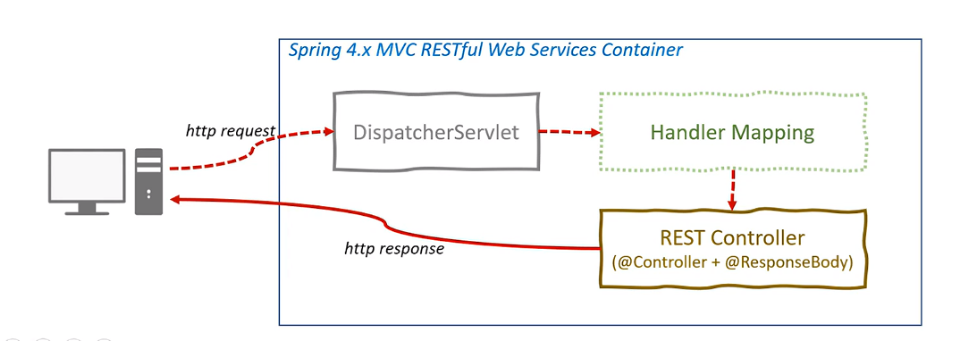 Spring 4.x MVC RESTful Web Services Container
http request
DispatcherServlet
Handler Mapping
REST Controller
(@Controller + @ResponseBody)
http response